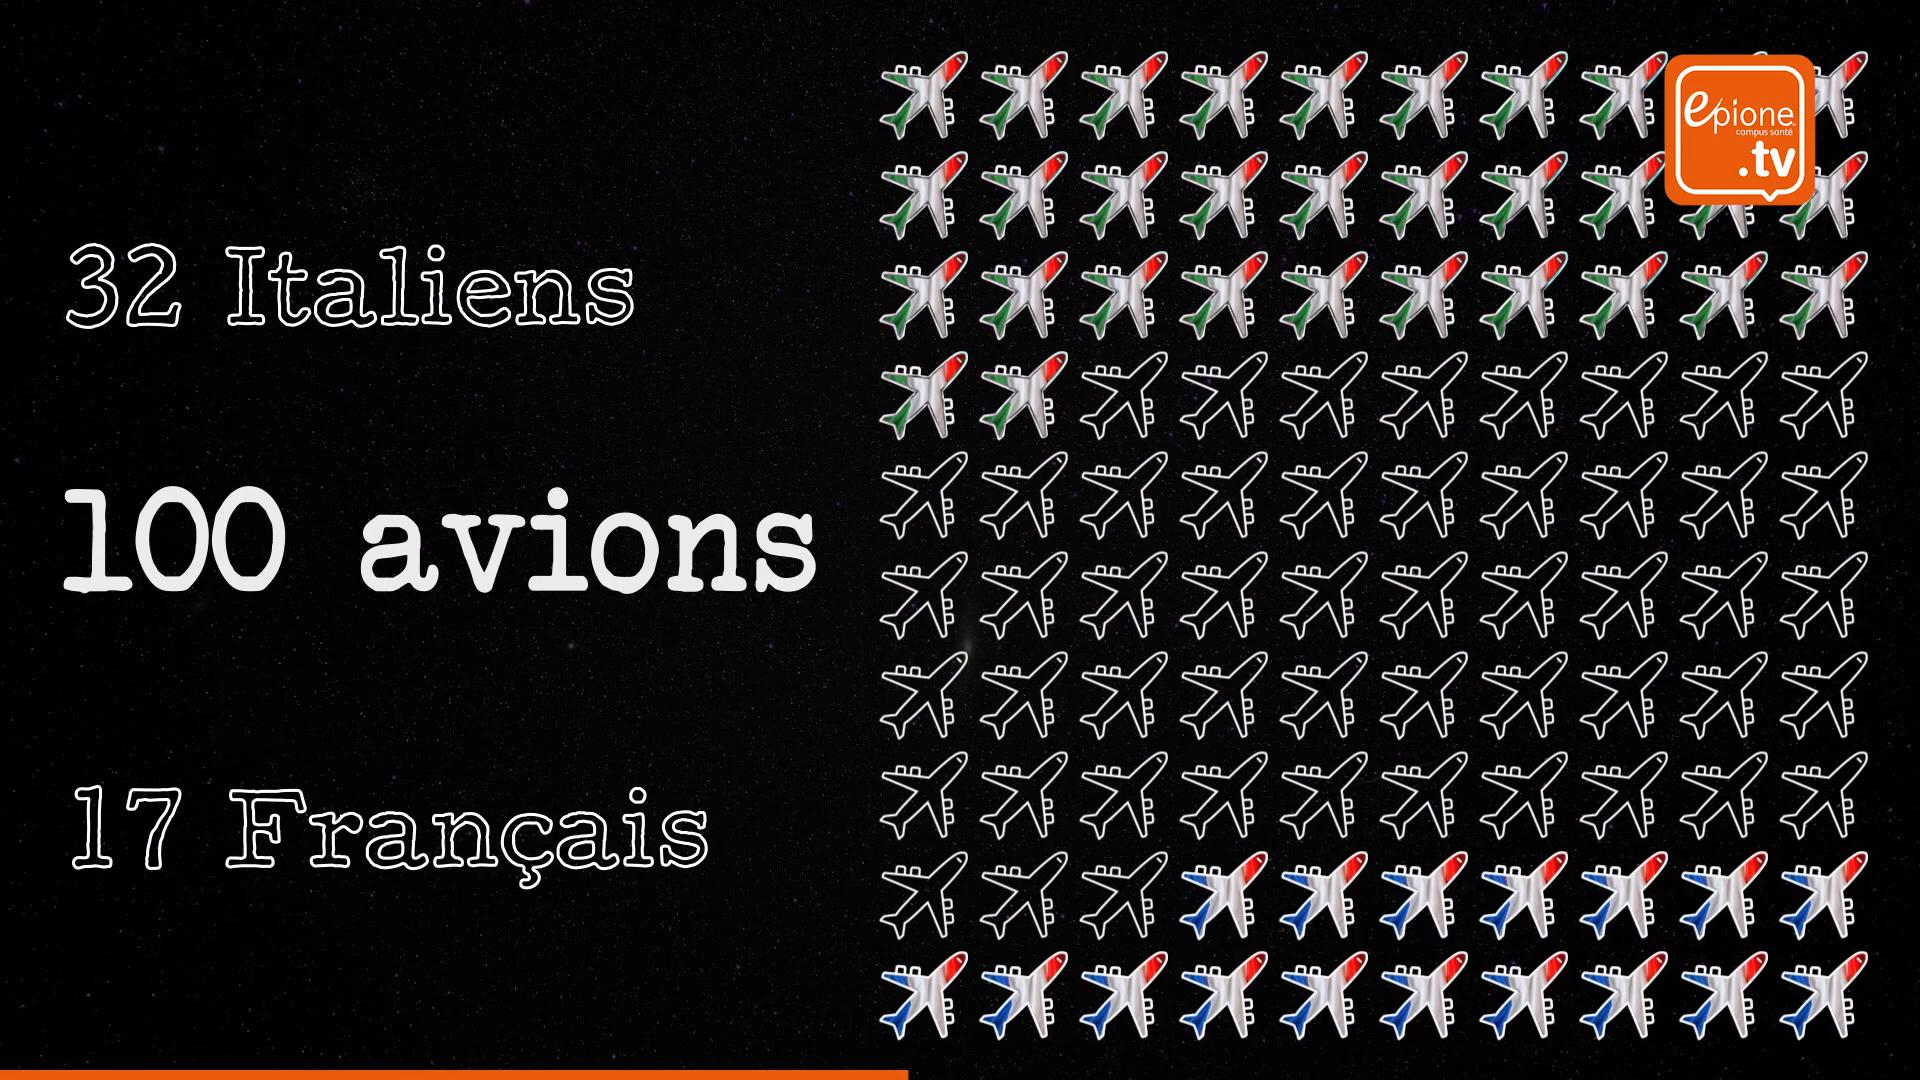 32 Italiens
100 avions
17 Français
epione
campus santé
.tv